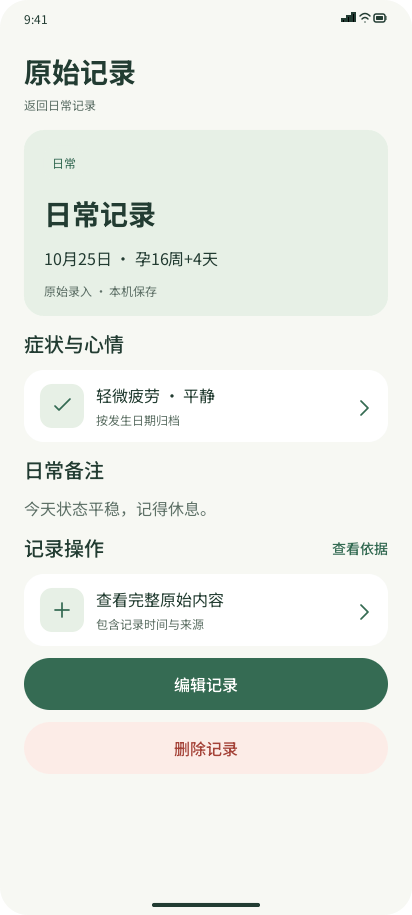 9:41
原始记录
返回日常记录
日常
日常记录
10月25日 · 孕16周+4天
原始录入 · 本机保存
症状与心情
轻微疲劳 · 平静
按发生日期归档
日常备注
今天状态平稳，记得休息。
记录操作
查看依据
查看完整原始内容
包含记录时间与来源
编辑记录
删除记录